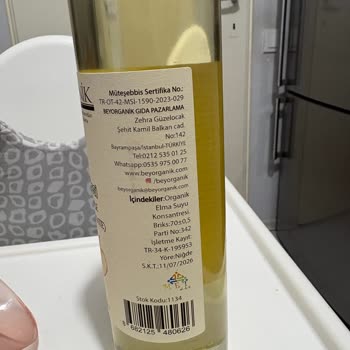 Müteşebbis Sertifika No.:
TR-OT-42-MSI-1590-2023-029
BEYORGANİK GIDA PAZARLAMA
Zehra Güzelocak
Şehit Kamil Balkan cad.
No:142
Bayrampaşa/İstanbul-TÜRKİYE
Tel:0212 535 01 25
Whatsapp:0535 975 00 77
www.beyorganik.com
/beyorganik
beyorganik@beyorganik.com
İçindekiler:Organik
Elma Suyu
Konsantresi
Briks:70±0,5
Parti No:342
İşletme Kayıt
TR-34-K-195953
Yöre:Niğde
S.K.T.:11/07/2026
Stok Kodu:1134
8 682125 480626